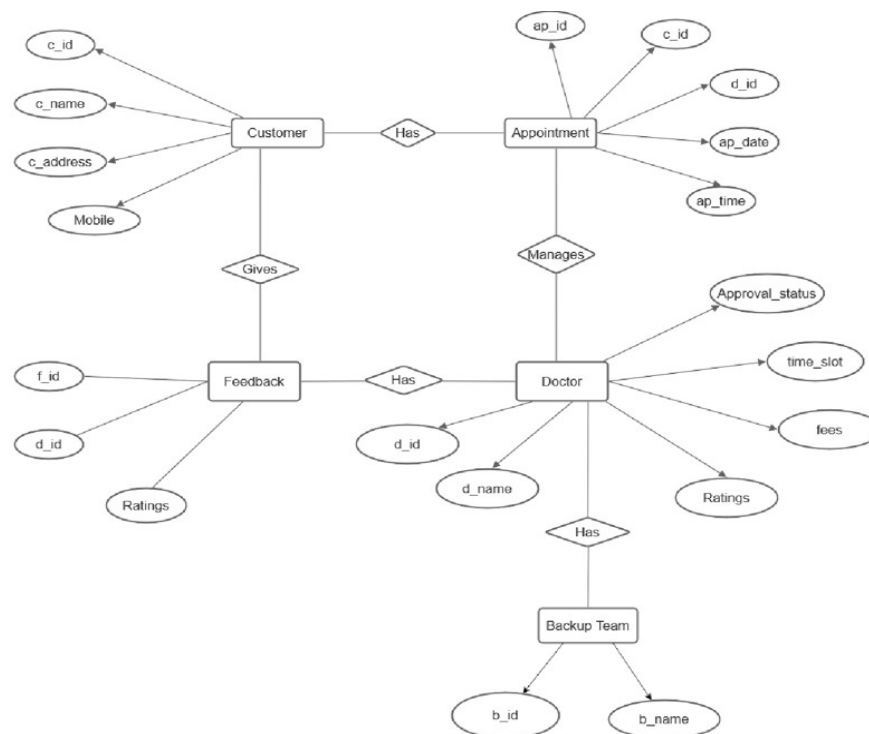 ap_id
c_id
c_id
d_id
c_name
Customer
Has
Appointment
ap_date
c_address
ap_time
Mobile
Manages
Gives
Approval_status
time_slot
f_id
Feedback
Has
Doctor
fees
d_id
d_id
d_name
Ratings
Ratings
Has
Backup Team
b_id
b_name